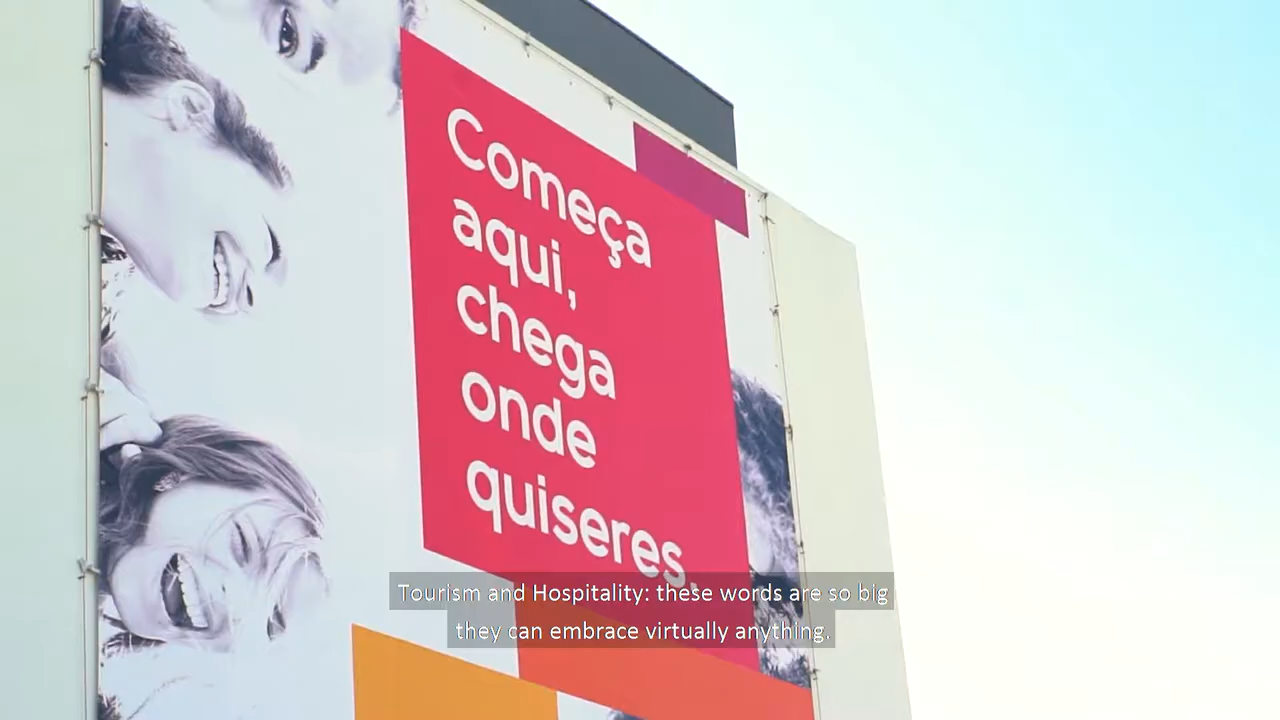 Começa
aqui,
chega
onde
quiseres.
Tourism and Hospitality: these words are so big
they can embrace virtually anything.